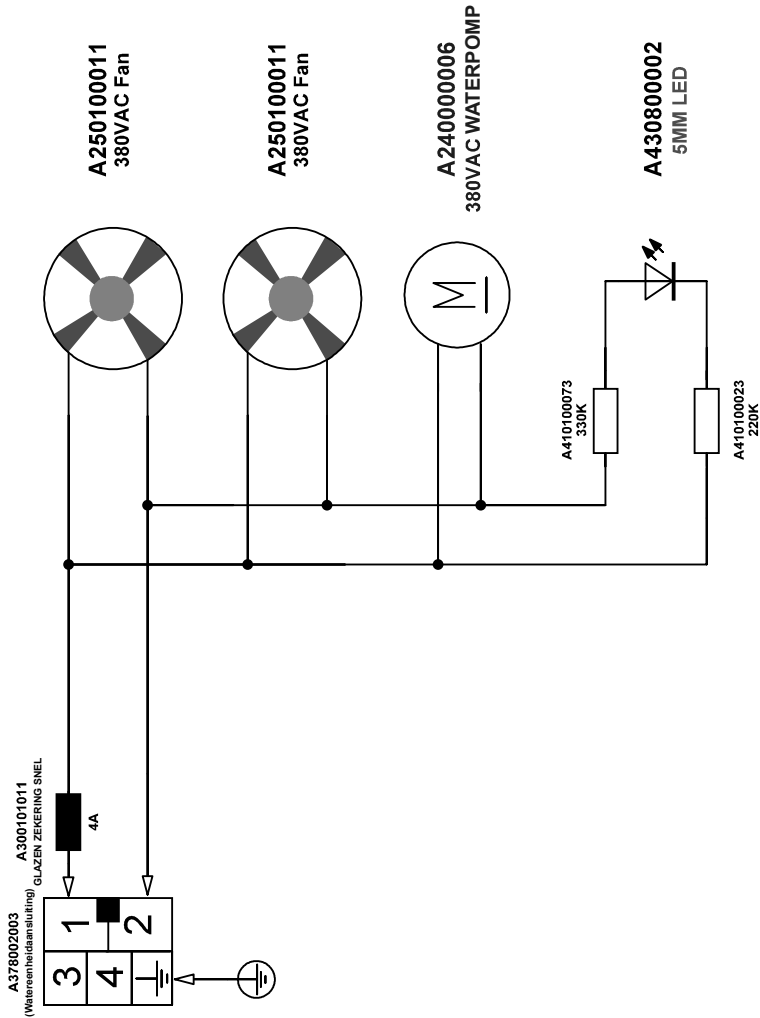 A250100011
380VAC Fan
A250100011
380VAC Fan
A240000006
380VAC WATERPOMP
A430800002
5MM LED
M
A410100073
330K
A410100023
220K
A300101011
GLAZEN ZEKERING SNEL
4A
A378002003
(Watereenheidaansluiting)
1
2
3
4